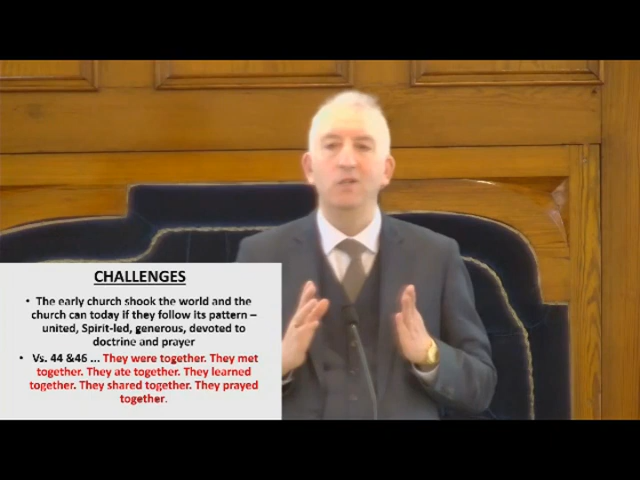 CHALLENGES
• The early church shook the world and the
church can today if they follow its pattern –
united, Spirit-led, generous, devoted to
doctrine and prayer
• Vs. 44 &46 ... They were together. They met
together. They ate together. They learned
together. They shared together. They prayed
together.